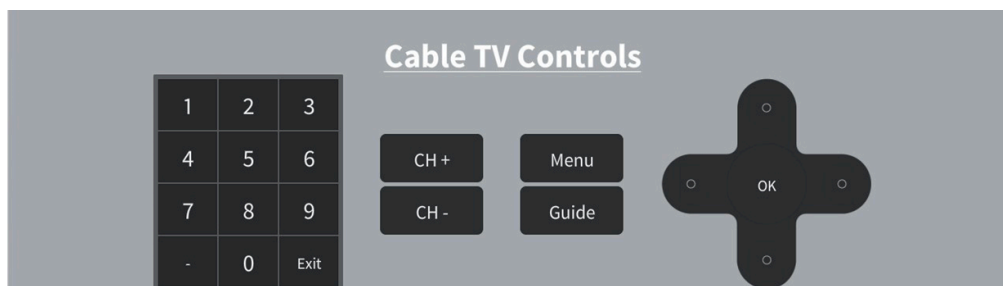 Cable TV Controls
1 2 3
4 5 6
7 8 9
- 0 Exit
CH +
CH -
Menu
Guide
OK